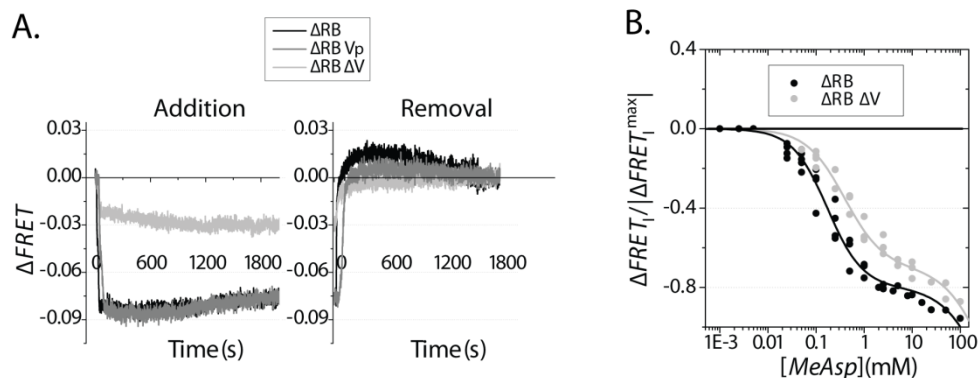 A.
ΔRB
ΔRB Vp
ΔRB ΔV
Addition
Removal
ΔFRET
0.03
0.00
-0.03
-0.06
-0.09
0 600 1200 1800
Time(s)
0.03
0.00
-0.03
-0.06
-0.09
0 600 1200 1800
Time(s)
B.
ΔFRET_I/|ΔFRET_I^max|
0.4
0.0
-0.4
-0.8
ΔRB
ΔRB ΔV
1E-3 0.01 0.1 1 10 100
[MeAsp](mM)